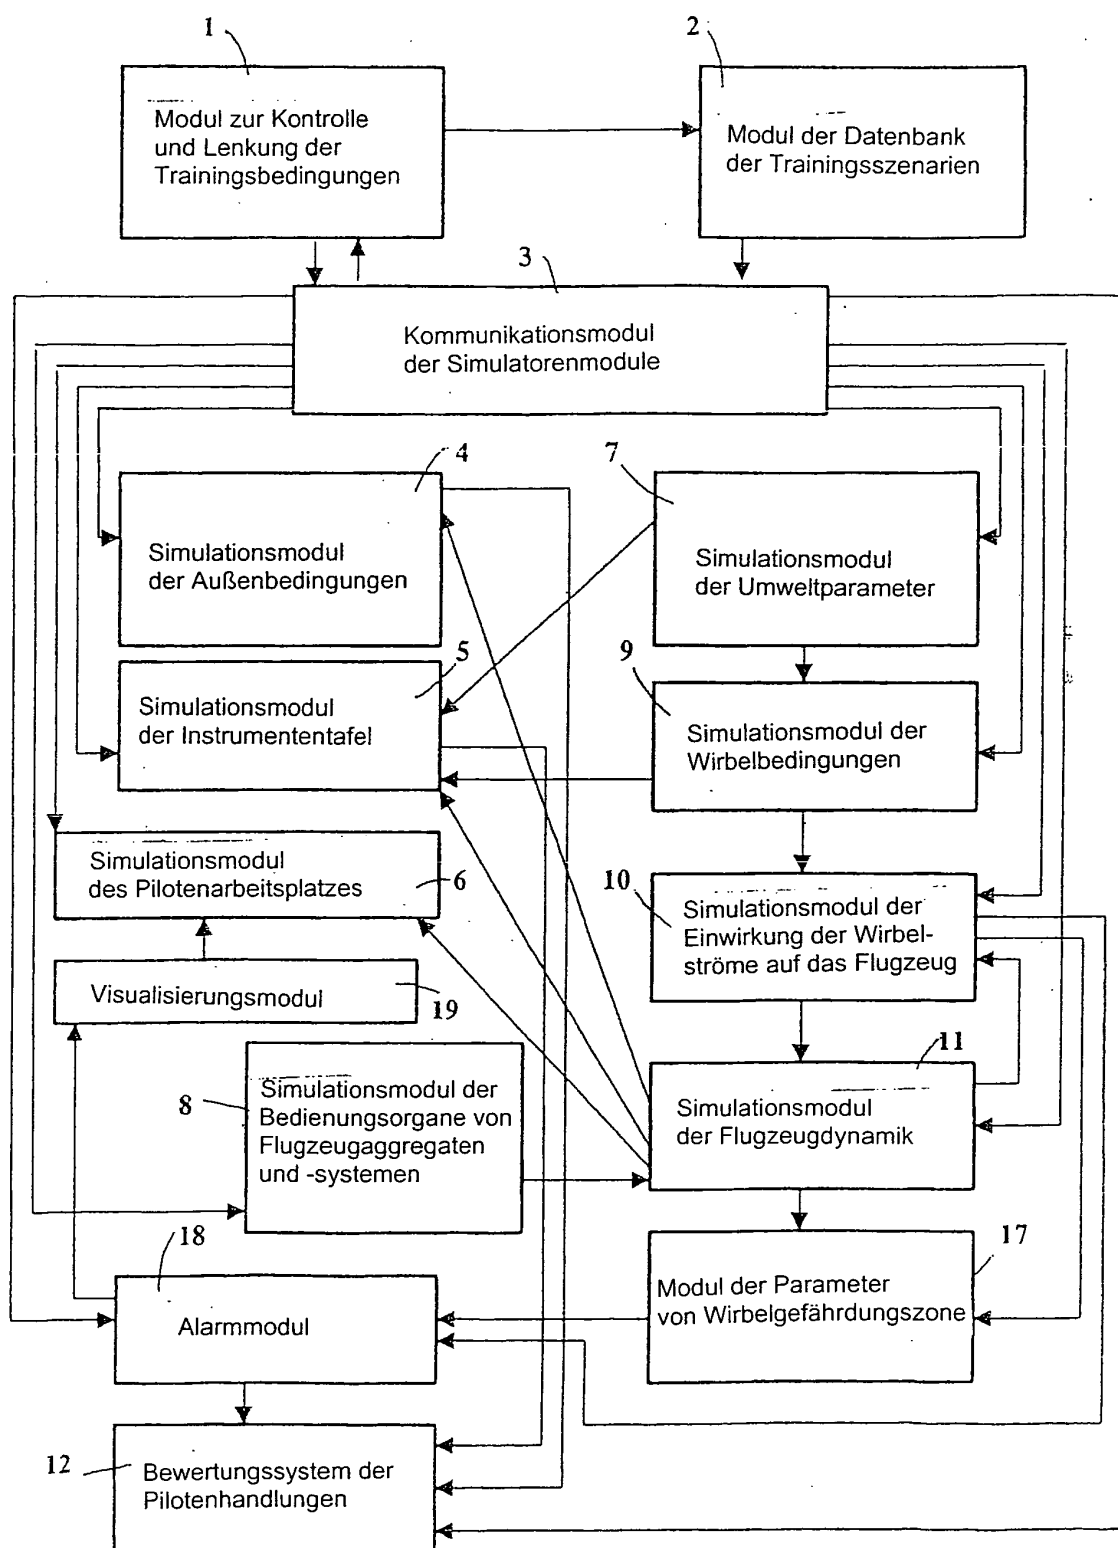 1
Modul zur Kontrolle
und Lenkung der
Trainingsbedingungen
2
Modul der Datenbank
der Trainingsszenarien
3
Kommunikationsmodul
der Simulatorenmodule
4
Simulationsmodul
der Außenbedingungen
7
Simulationsmodul
der Umweltparameter
5
Simulationsmodul
der Instrumententafel
9
Simulationsmodul der
Wirbelbedingungen
Simulationsmodul
des Pilotenarbeitsplatzes
6
10
Simulationsmodul der
Einwirkung der Wirbel-
ströme auf das Flugzeug
Visualisierungsmodul
19
8
Simulationsmodul der
Bedienungsorgane von
Flugzeugaggregaten
und -systemen
11
Simulationsmodul
der Flugzeugdynamik
18
Alarmmodul
17
Modul der Parameter
von Wirbelgefährdungszone
12
Bewertungssystem der
Pilotenhandlungen